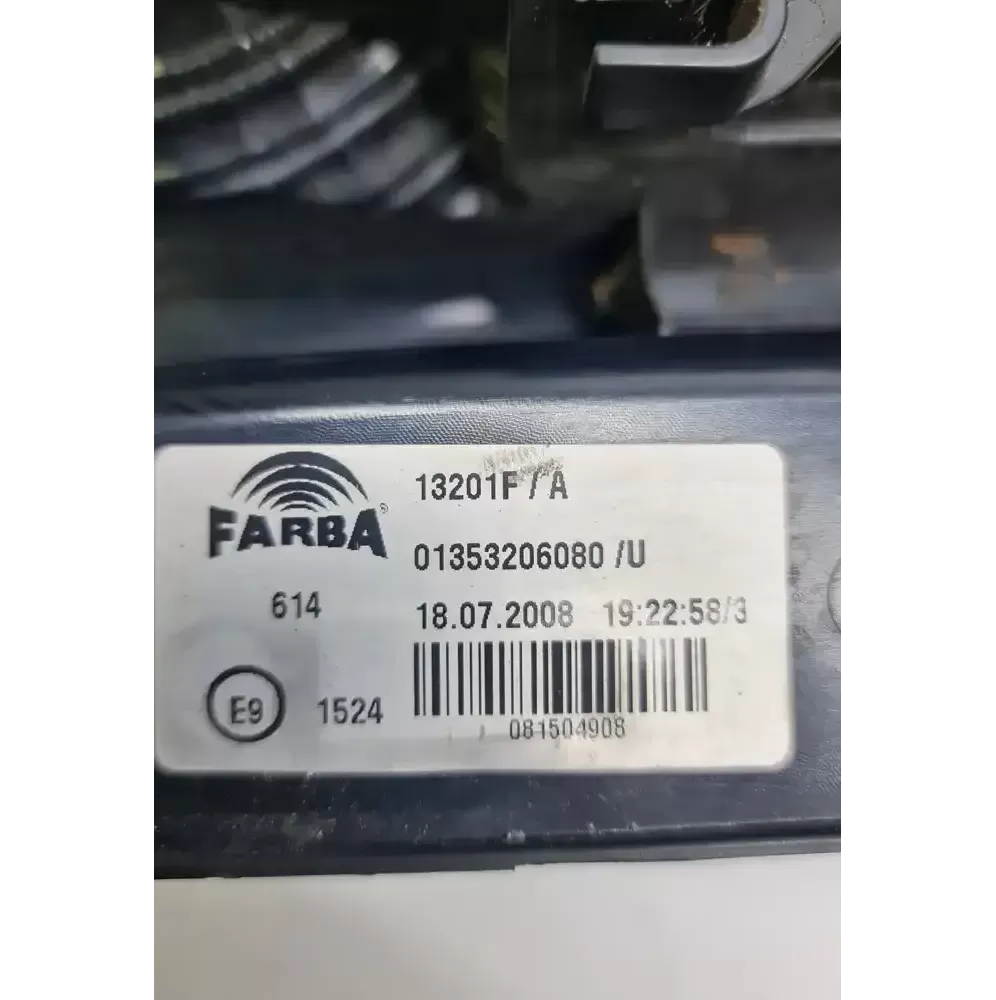 FARBA®
13201F / A
01353206080 /U
614
18.07.2008 19:22:58/3
E9
1524
081504908